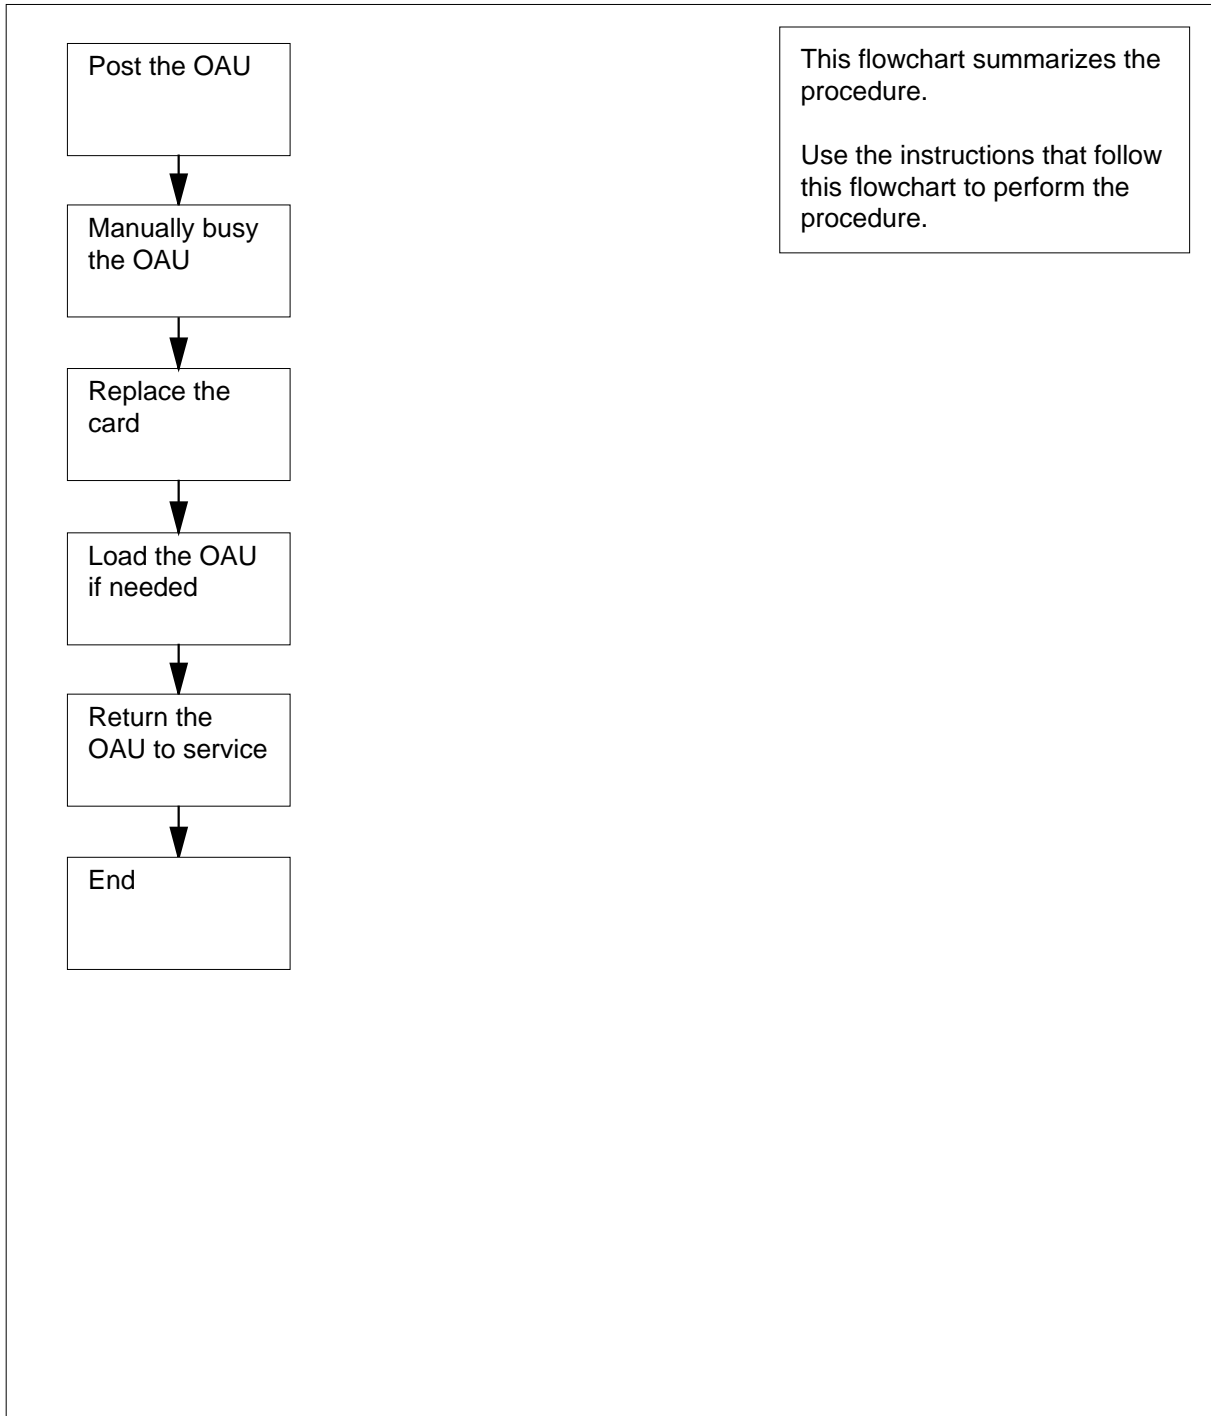 Post the OAU
Manually busy
the OAU
Replace the
card
Load the OAU
if needed
Return the
OAU to service
End
This flowchart summarizes the
procedure.
Use the instructions that follow
this flowchart to perform the
procedure.